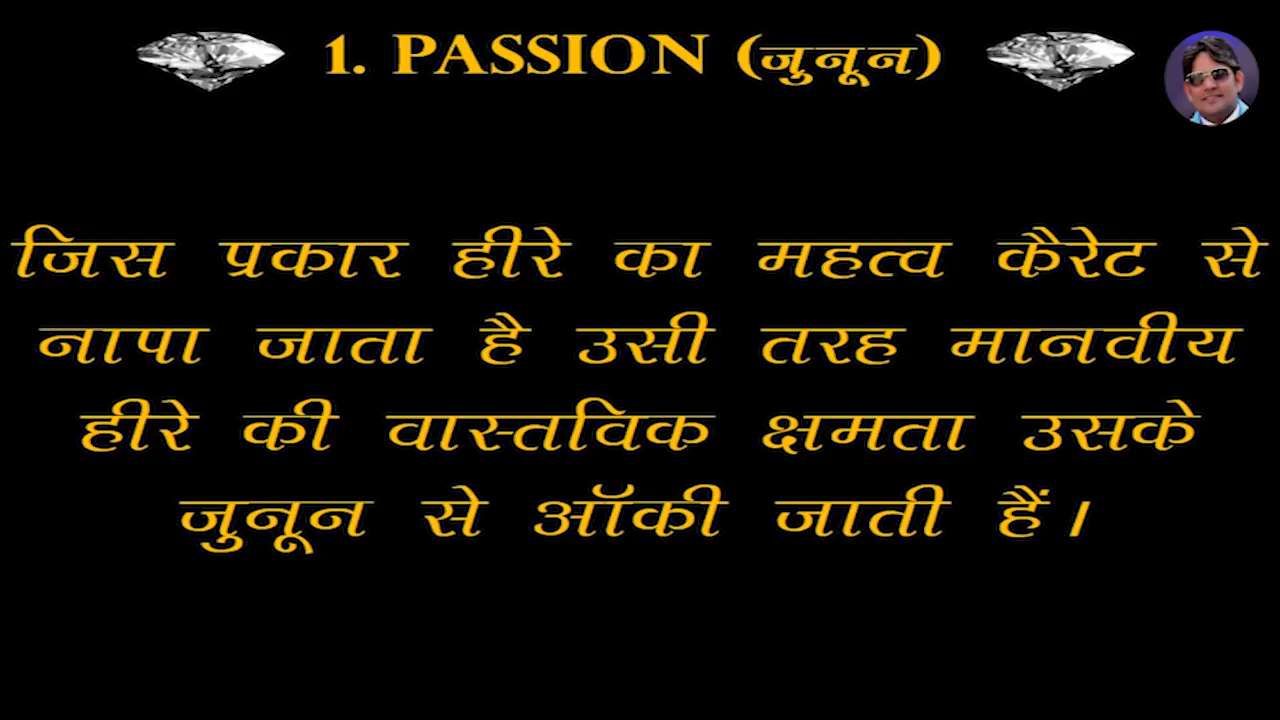 1. PASSION (जुनून)
जिस प्रकार हीरे का महत्व कैरेट से
नापा जाता है उसी तरह मानवीय
हीरे की वास्तविक क्षमता उसके
जुनून से ऑकी जाती हैं।